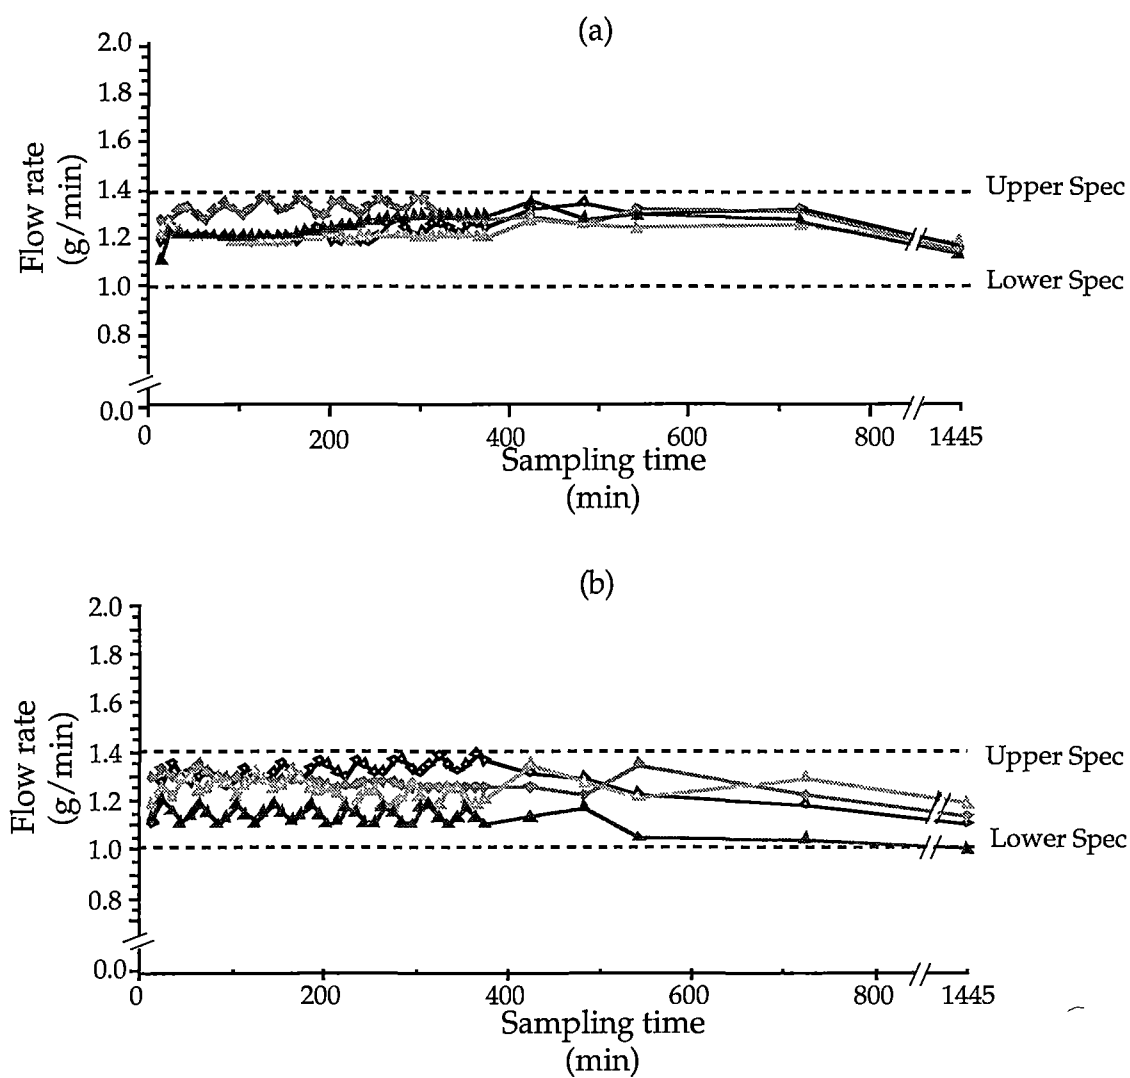 (a)
2.0
1.8
1.6
1.4
1.2
1.0
0.8
0.0
Flow rate
(g/min)
Upper Spec
Lower Spec
0 200 400 600 800 1445
Sampling time
(min)
(b)
2.0
1.8
1.6
1.4
1.2
1.0
0.8
0.0
Flow rate
(g/min)
Upper Spec
Lower Spec
0 200 400 600 800 1445
Sampling time
(min)